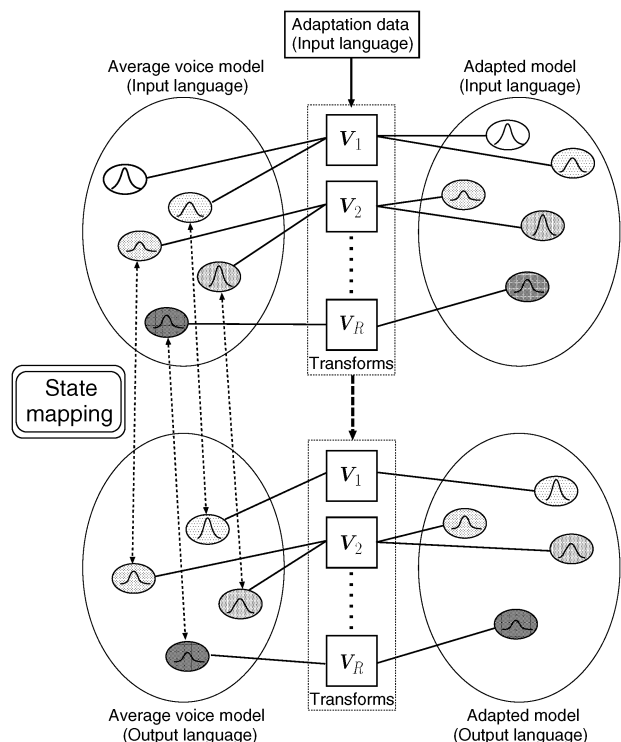 Adaptation data
(Input language)
Average voice model
(Input language)
Adapted model
(Input language)
V1
V2
VR
Transforms
State
mapping
V1
V2
VR
Transforms
Average voice model
(Output language)
Adapted model
(Output language)